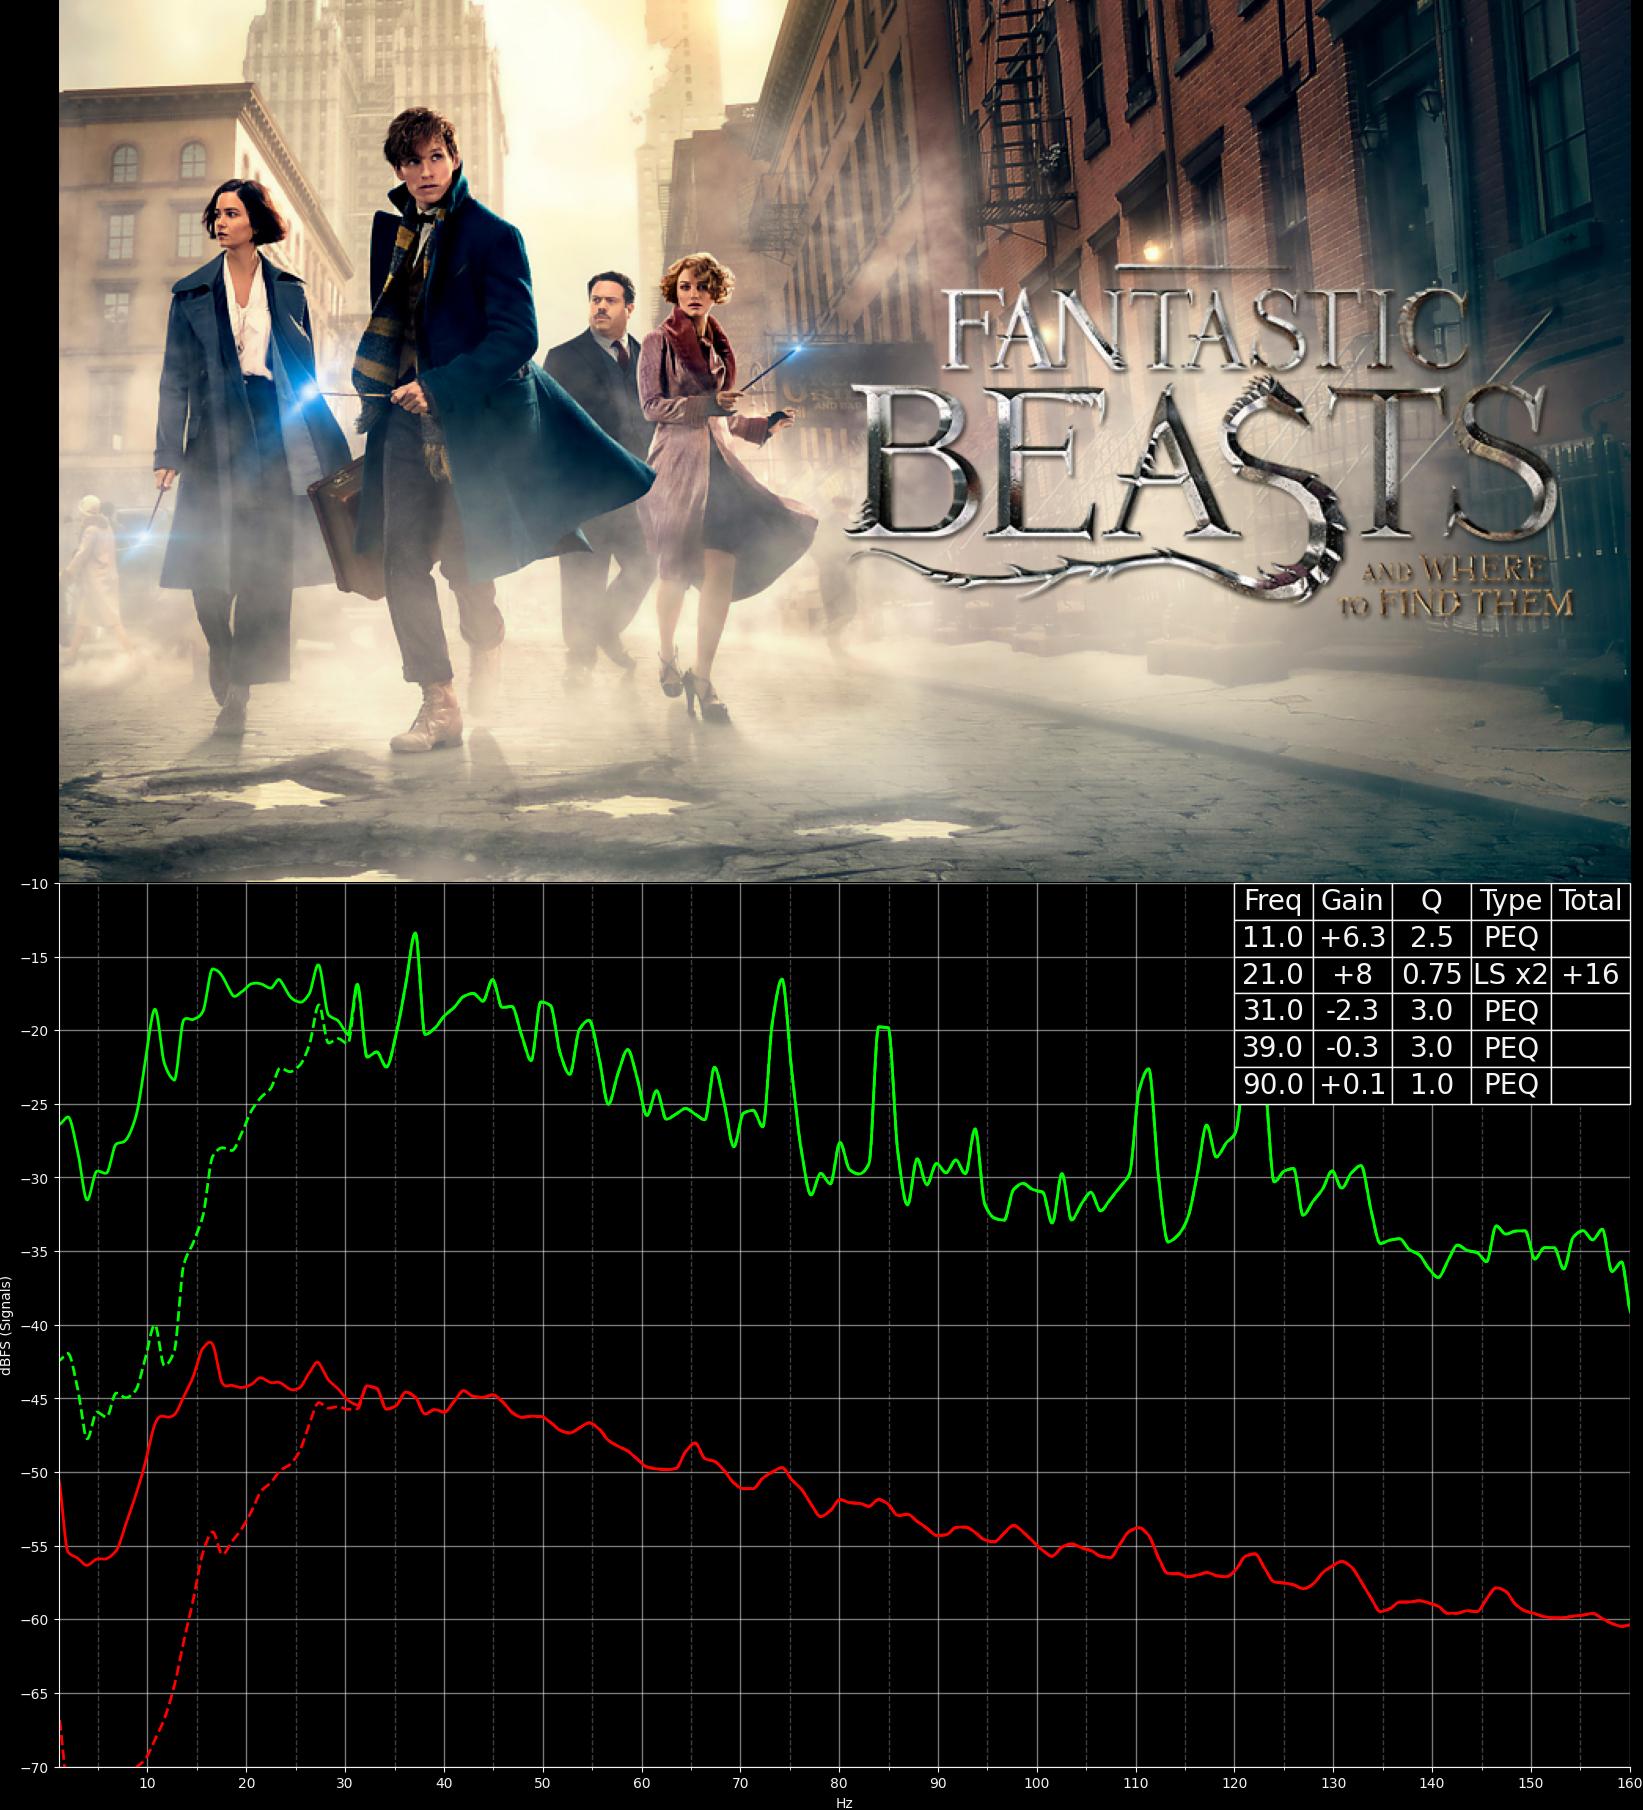 FANTASTIC
BEASTS
AND WHERE
TO FIND THEM
Freq Gain Q Type Total
11.0 +6.3 2.5 PEQ
21.0 +8 0.75 LS x2 +16
31.0 -2.3 3.0 PEQ
39.0 -0.3 3.0 PEQ
90.0 +0.1 1.0 PEQ
−10
−15
−20
−25
−30
−35
−40
−45
−50
−55
−60
−65
−70
dBFS (Signals)
10 20 30 40 50 60 70 80 90 100 110 120 130 140 150 160
Hz